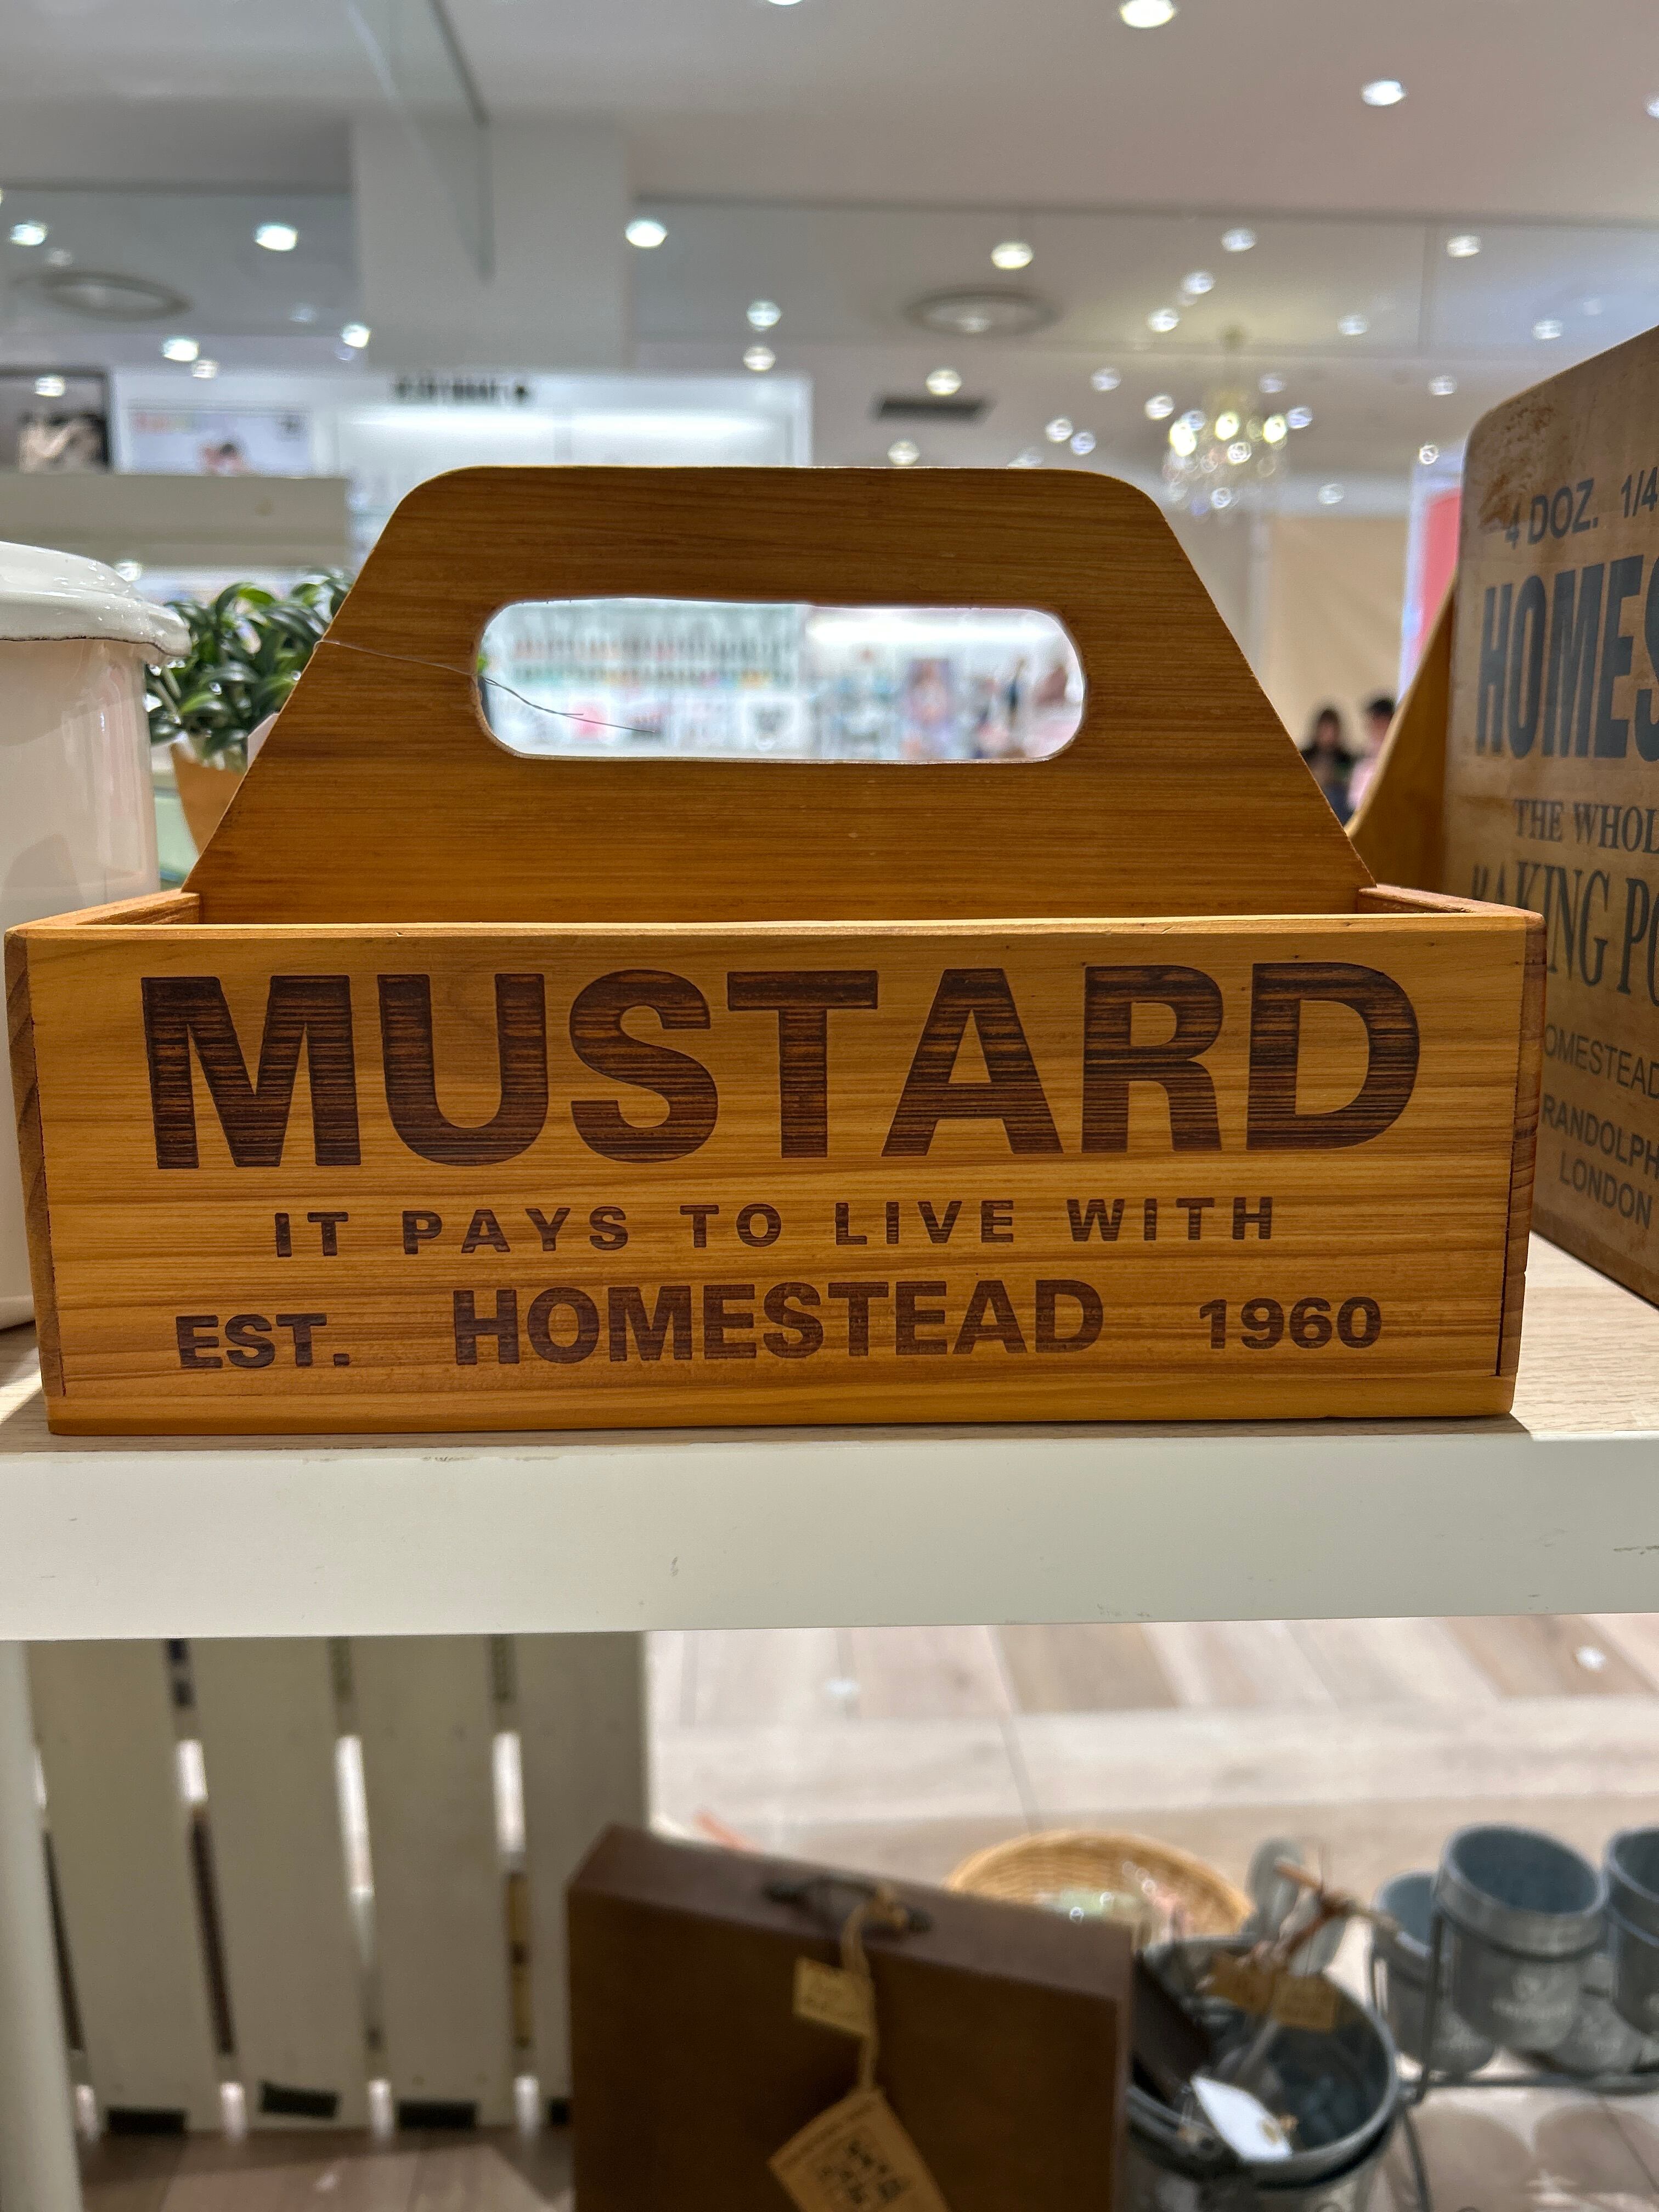 MUSTARD
IT PAYS TO LIVE WITH
EST. HOMESTEAD 1960
4 DOZ. 1/4
HOMES
THE WHOL
AKING PO
OMESTEAD
RANDOLPH
LONDON